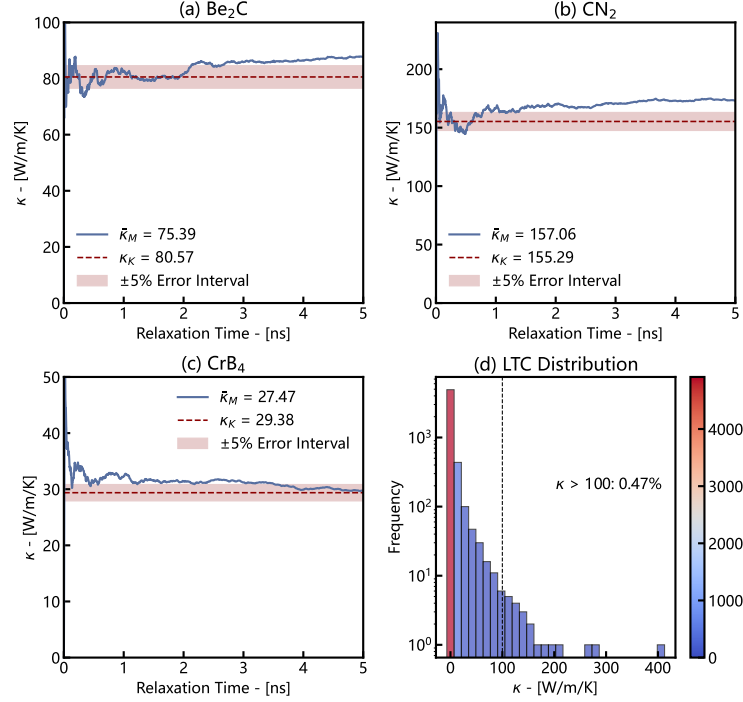 (a) Be₂C
100
80
60
40
20
0
κ - [W/m/K]
κ̄_M = 75.39
κ_K = 80.57
±5% Error Interval
0 1 2 3 4 5
Relaxation Time - [ns]
(b) CN₂
200
150
100
50
0
κ - [W/m/K]
κ̄_M = 157.06
κ_K = 155.29
±5% Error Interval
0 1 2 3 4 5
Relaxation Time - [ns]
(c) CrB₄
50
40
30
20
10
0
κ - [W/m/K]
κ̄_M = 27.47
κ_K = 29.38
±5% Error Interval
0 1 2 3 4 5
Relaxation Time - [ns]
(d) LTC Distribution
10³
10²
10¹
10⁰
Frequency
κ > 100: 0.47%
0 100 200 300 400
κ - [W/m/K]
4000
3000
2000
1000
0